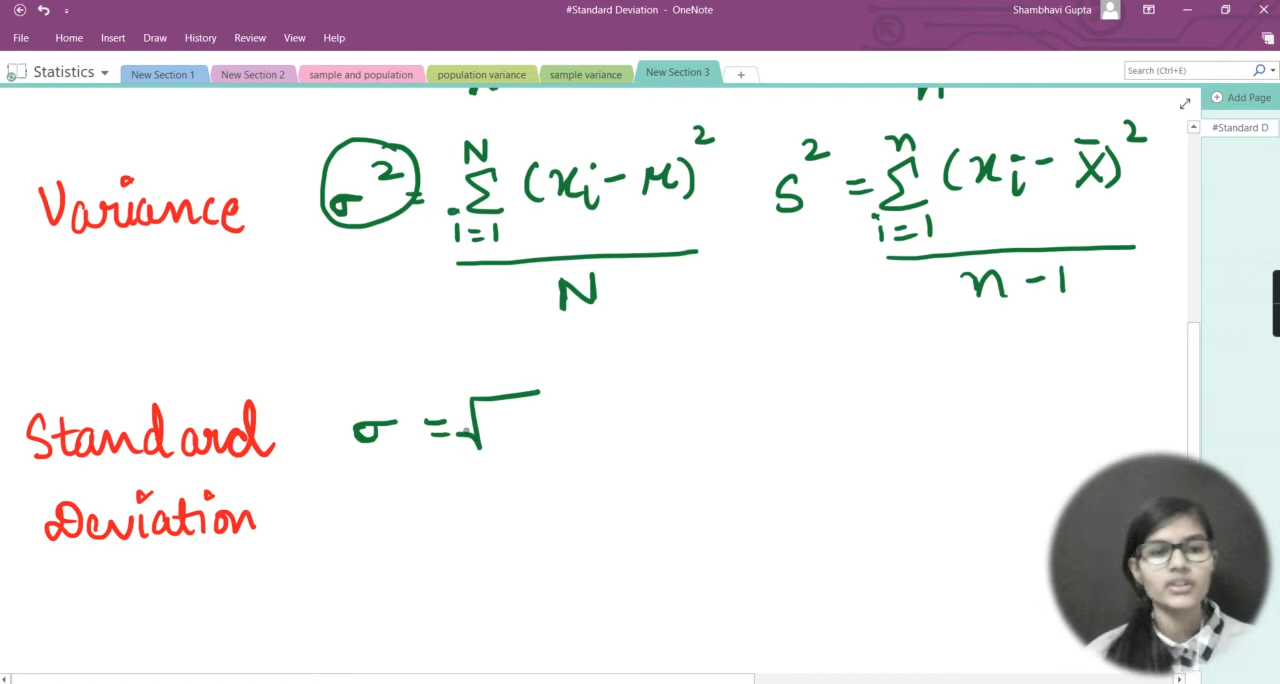 #Standard Deviation - OneNote
Shambhavi Gupta
File Home Insert Draw History Review View Help
Statistics
New Section 1
New Section 2
sample and population
population variance
sample variance
New Section 3
+
Search (Ctrl+E)
Add Page
#Standard D
Variance
σ² = N Σ i=1 (xi - μ)² / N
S² = n Σ i=1 (xi - X̄)² / n - 1
Standard
Deviation
σ = √